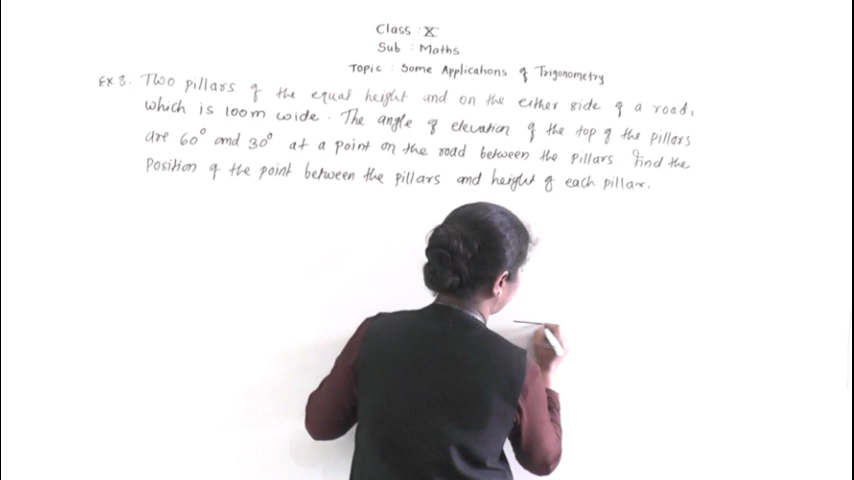 Class : X
Sub : Maths
Topic : Some Applications of Trigonometry
Ex 3. Two pillars of the equal height and on the either side of a road,
which is 100m wide. The angle of elevation of the top of the pillars
are 60° and 30° at a point on the road between the pillars find the
position of the point between the pillars and height of each pillar.